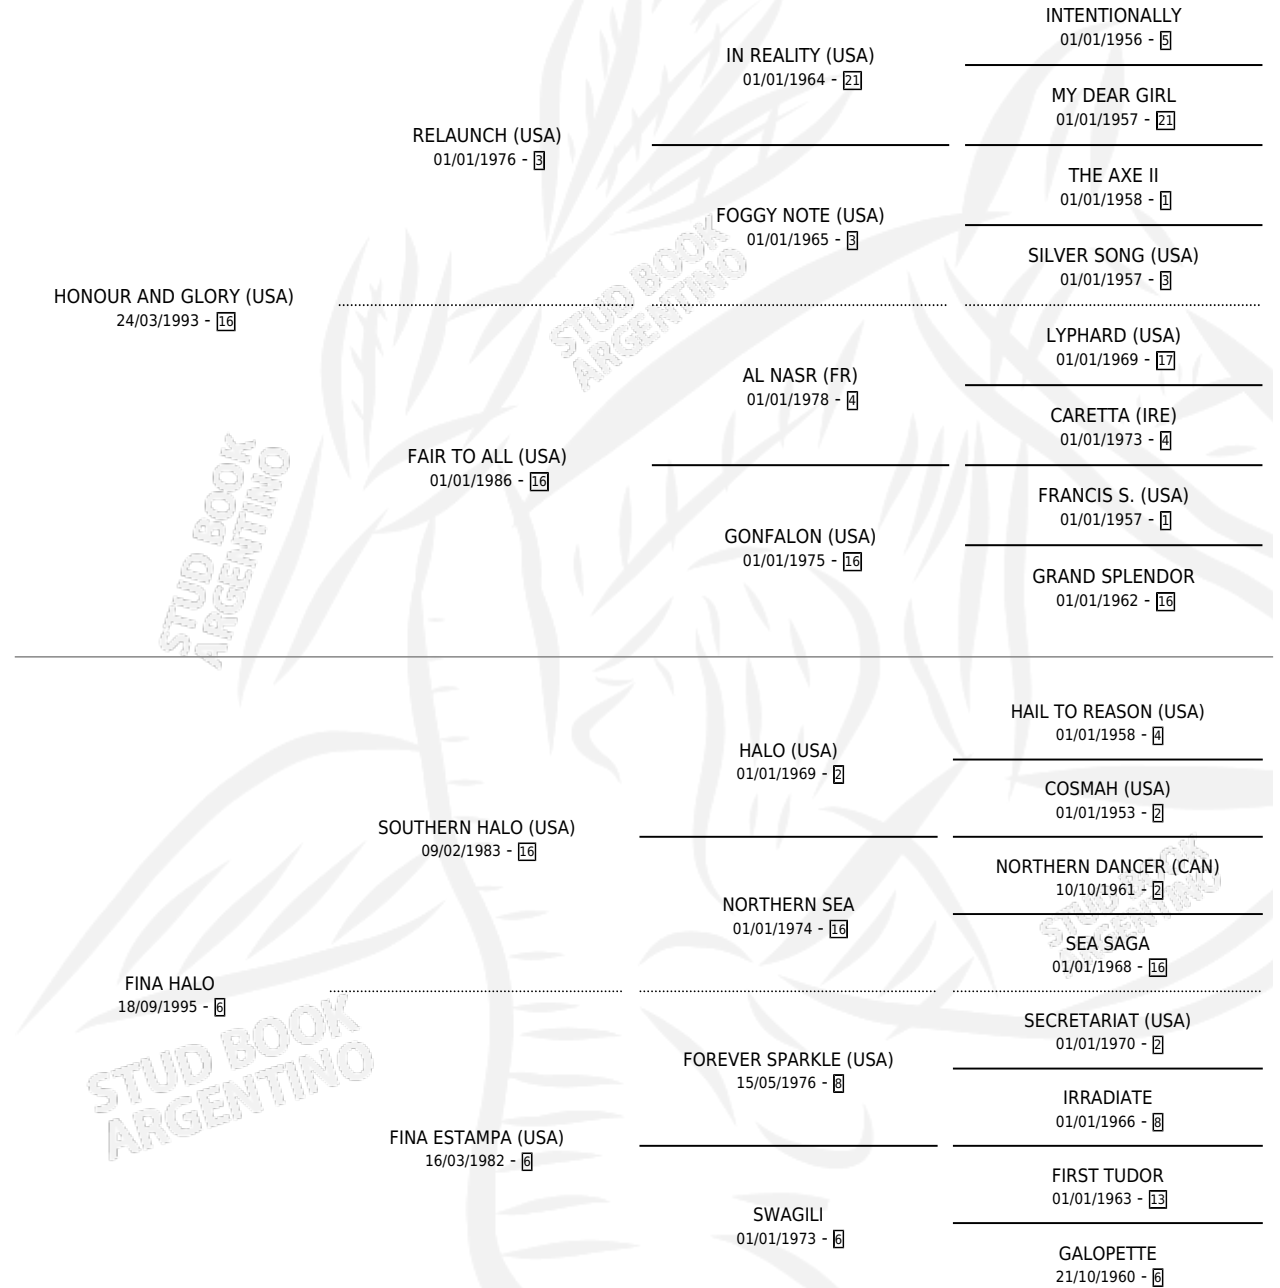 INTENTIONALLY
01/01/1956 - 5
IN REALITY (USA)
01/01/1964 - 21
MY DEAR GIRL
01/01/1957 - 21
RELAUNCH (USA)
01/01/1976 - 3
THE AXE II
01/01/1958 - 1
FOGGY NOTE (USA)
01/01/1965 - 3
SILVER SONG (USA)
01/01/1957 - 3
HONOUR AND GLORY (USA)
24/03/1993 - 16
STUD BOOK
ARGENTINO
LYPHARD (USA)
01/01/1969 - 17
AL NASR (FR)
01/01/1978 - 4
CARETTA (IRE)
01/01/1973 - 4
FAIR TO ALL (USA)
01/01/1986 - 16
FRANCIS S. (USA)
01/01/1957 - 1
GONFALON (USA)
01/01/1975 - 16
GRAND SPLENDOR
01/01/1962 - 16
STUD BOOK
ARGENTINO
HAIL TO REASON (USA)
01/01/1958 - 4
HALO (USA)
01/01/1969 - 2
COSMAH (USA)
01/01/1953 - 2
SOUTHERN HALO (USA)
09/02/1983 - 16
NORTHERN DANCER (CAN)
10/10/1961 - 2
NORTHERN SEA
01/01/1974 - 16
STUD BOOK
ARGENTINO
SEA SAGA
01/01/1968 - 16
FINA HALO
18/09/1995 - 6
SECRETARIAT (USA)
01/01/1970 - 2
FOREVER SPARKLE (USA)
15/05/1976 - 8
STUD BOOK
ARGENTINO
IRRADIATE
01/01/1966 - 8
FINA ESTAMPA (USA)
16/03/1982 - 6
FIRST TUDOR
01/01/1963 - 13
SWAGILI
01/01/1973 - 6
GALOPETTE
21/10/1960 - 6